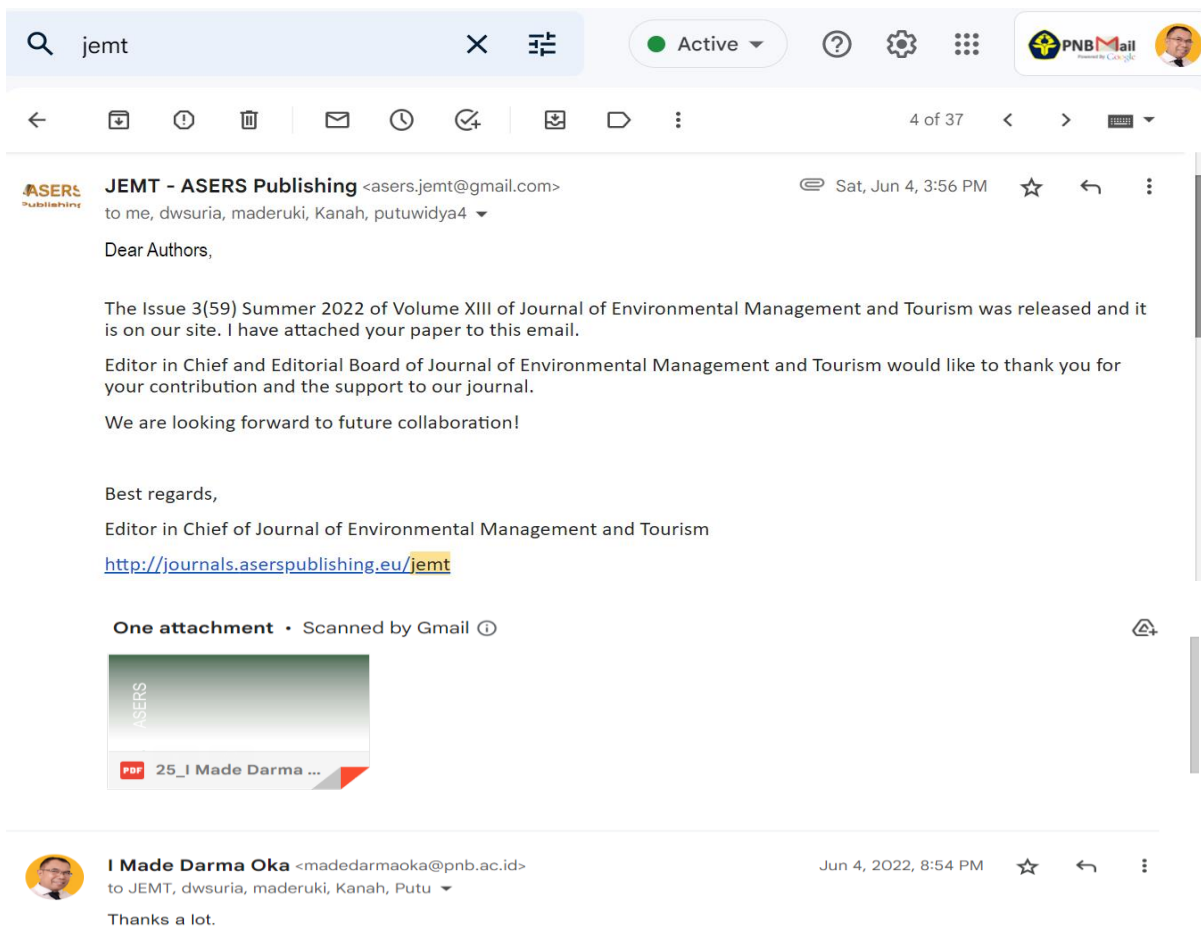 jemt
Active
PNBMail
Powered by Google
4 of 37
ASERS
Publishing
JEMT - ASERS Publishing <asers.jemt@gmail.com>
Sat, Jun 4, 3:56 PM
to me, dwsuria, maderuki, Kanah, putuwidya4
Dear Authors,
The Issue 3(59) Summer 2022 of Volume XIII of Journal of Environmental Management and Tourism was released and it
is on our site. I have attached your paper to this email.
Editor in Chief and Editorial Board of Journal of Environmental Management and Tourism would like to thank you for
your contribution and the support to our journal.
We are looking forward to future collaboration!
Best regards,
Editor in Chief of Journal of Environmental Management and Tourism
http://journals.aserspublishing.eu/jemt
One attachment • Scanned by Gmail
ASERS
PDF 25_I Made Darma ...
I Made Darma Oka <madedarmaoka@pnb.ac.id>
Jun 4, 2022, 8:54 PM
to JEMT, dwsuria, maderuki, Kanah, Putu
Thanks a lot.